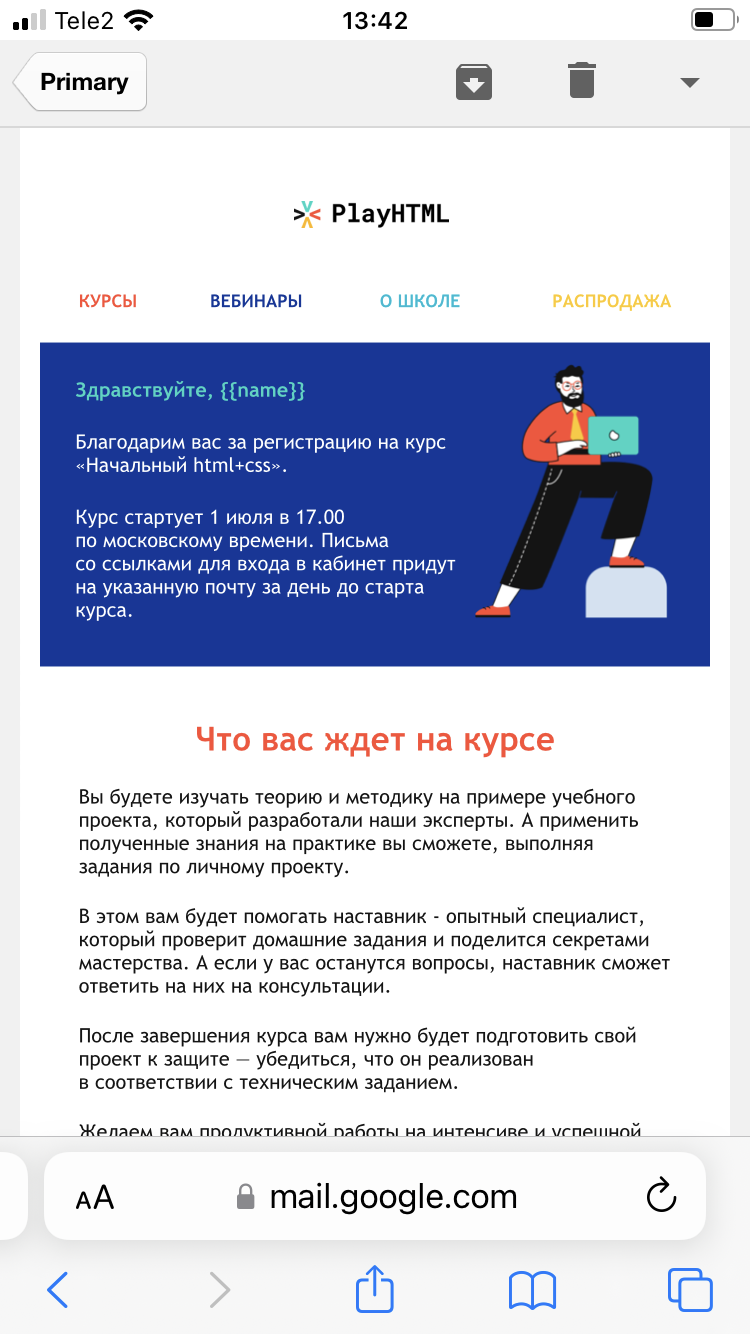 Tele2 13:42
Primary
PlayHTML
КУРСЫ ВЕБИНАРЫ О ШКОЛЕ РАСПРОДАЖА
Здравствуйте, {{name}}
Благодарим вас за регистрацию на курс
«Начальный html+css».
Курс стартует 1 июля в 17.00
по московскому времени. Письма
со ссылками для входа в кабинет придут
на указанную почту за день до старта
курса.
Что вас ждет на курсе
Вы будете изучать теорию и методику на примере учебного
проекта, который разработали наши эксперты. А применить
полученные знания на практике вы сможете, выполняя
задания по личному проекту.
В этом вам будет помогать наставник - опытный специалист,
который проверит домашние задания и поделится секретами
мастерства. А если у вас останутся вопросы, наставник сможет
ответить на них на консультации.
После завершения курса вам нужно будет подготовить свой
проект к защите — убедиться, что он реализован
в соответствии с техническим заданием.
Желаем вам продуктивной работы на интенсиве и успешной
AA mail.google.com